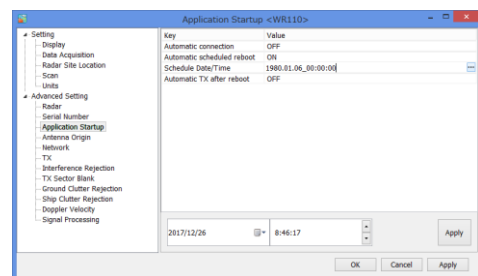 Application Startup <WR110>
Setting
Display
Data Acquisition
Radar Site Location
Scan
Units
Advanced Setting
Radar
Serial Number
Application Startup
Antenna Origin
Network
TX
Interference Rejection
TX Sector Blank
Ground Clutter Rejection
Ship Clutter Rejection
Doppler Velocity
Signal Processing
Key Value
Automatic connection OFF
Automatic scheduled reboot ON
Schedule Date/Time 1980.01.06_00:00:00
Automatic TX after reboot OFF
2017/12/26 8:46:17 Apply
OK Cancel Apply